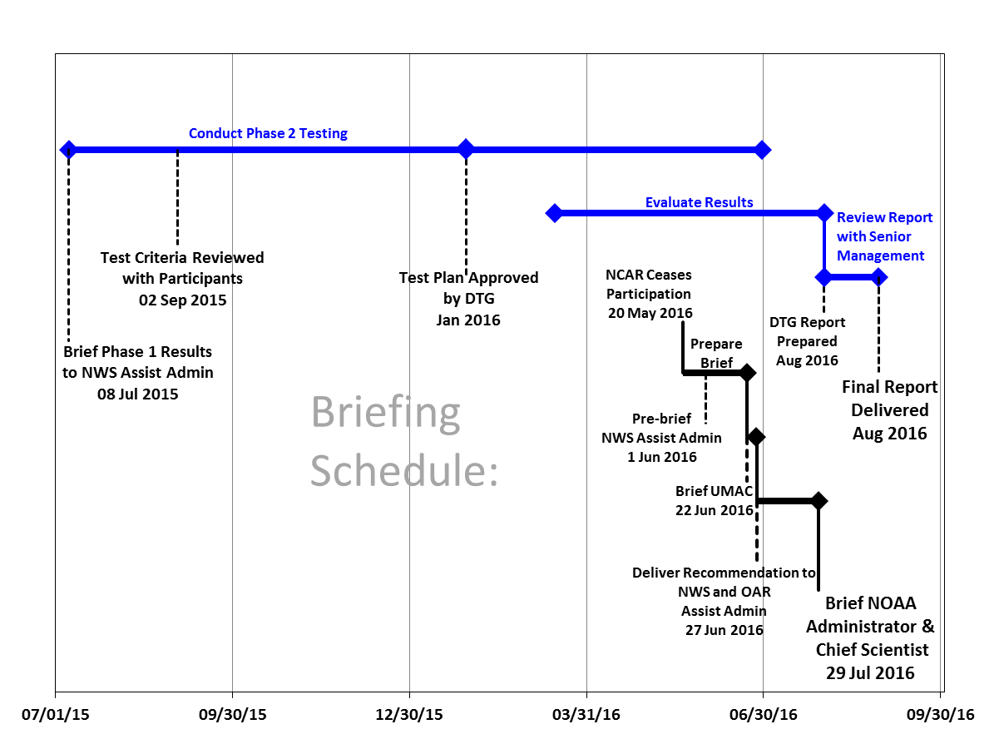 Conduct Phase 2 Testing
Evaluate Results
Review Report
with Senior
Management
Test Criteria Reviewed
with Participants
02 Sep 2015
Test Plan Approved
by DTG
Jan 2016
NCAR Ceases
Participation
20 May 2016
DTG Report
Prepared
Aug 2016
Brief Phase 1 Results
to NWS Assist Admin
08 Jul 2015
Prepare
Brief
Final Report
Delivered
Aug 2016
Briefing
Schedule:
Pre-brief
NWS Assist Admin
1 Jun 2016
Brief UMAC
22 Jun 2016
Deliver Recommendation to
NWS and OAR
Assist Admin
27 Jun 2016
Brief NOAA
Administrator &
Chief Scientist
29 Jul 2016
07/01/15
09/30/15
12/30/15
03/31/16
06/30/16
09/30/16